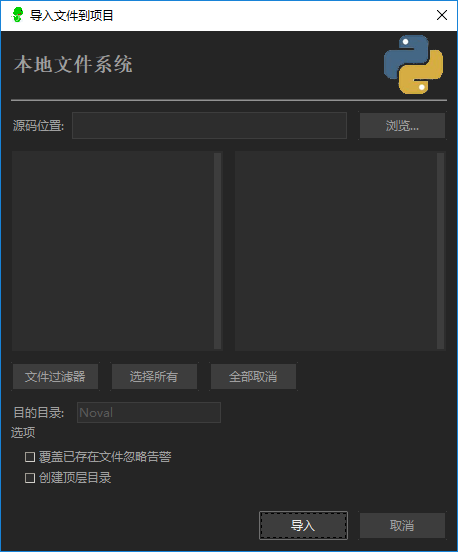 导入文件到项目
本地文件系统
源码位置:
浏览...
文件过滤器 选择所有 全部取消
目的目录: Noval
选项
覆盖已存在文件忽略告警
创建顶层目录
导入 取消